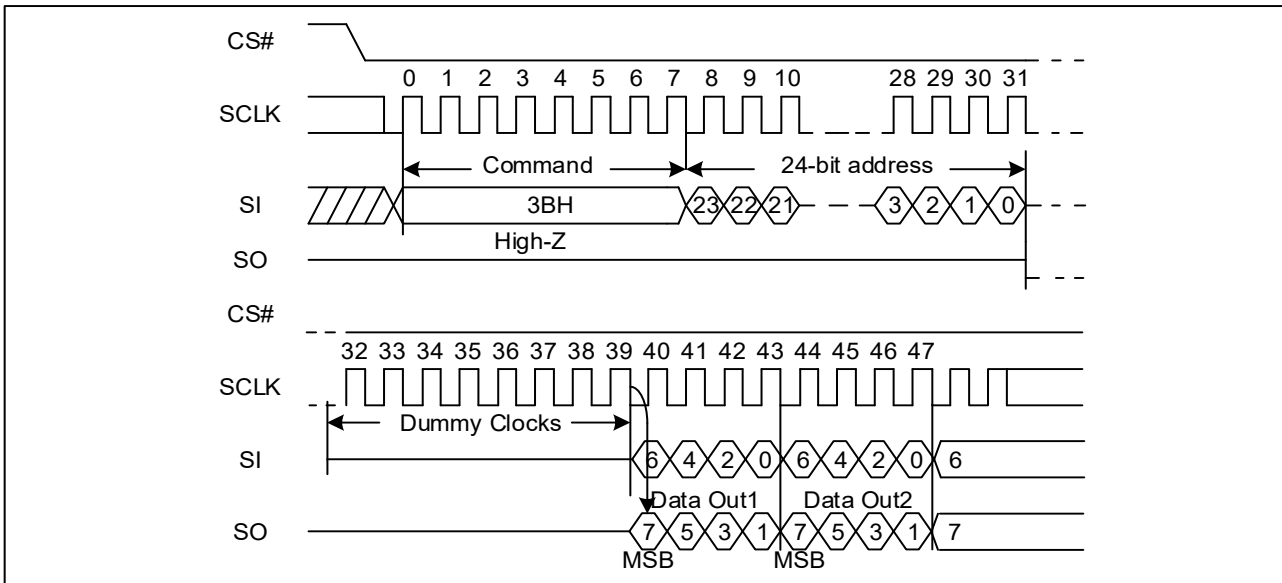 CS#
0 1 2 3 4 5 6 7 8 9 10 28 29 30 31
SCLK
Command 24-bit address
SI 3BH 23 22 21 3 2 1 0
High-Z
SO
CS#
32 33 34 35 36 37 38 39 40 41 42 43 44 45 46 47
SCLK
Dummy Clocks
SI 6 4 2 0 6 4 2 0 6
Data Out1 Data Out2
SO 7 5 3 1 7 5 3 1 7
MSB MSB